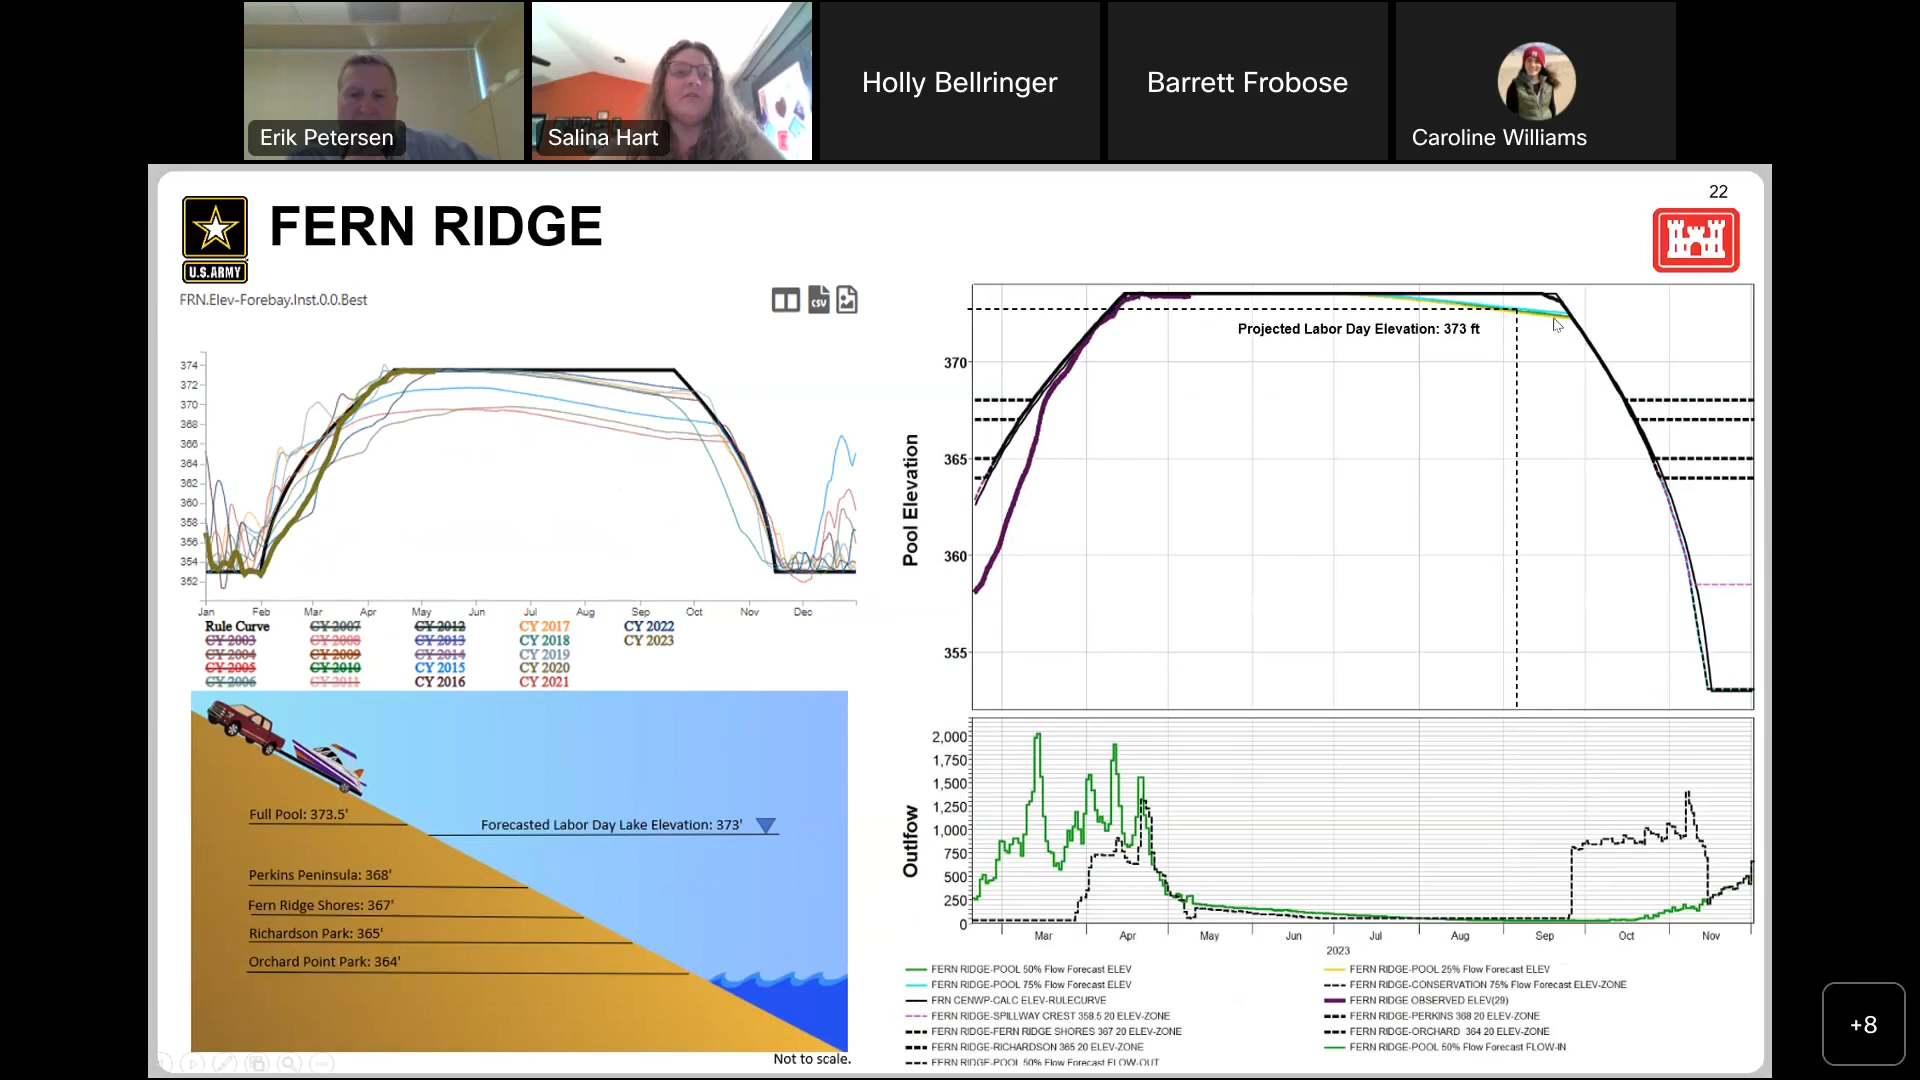 Erik Petersen
Salina Hart
Holly Bellringer
Barrett Frobose
Caroline Williams
22
U.S.ARMY
FERN RIDGE
FRN.Elev-Forebay.Inst.0.0.Best
CSV
374
372
370
368
366
364
362
360
358
356
354
352
Jan Feb Mar Apr May Jun Jul Aug Sep Oct Nov Dec
Rule Curve CY 2007 CY 2012 CY 2017 CY 2022
CY 2003 CY 2008 CY 2013 CY 2018 CY 2023
CY 2004 CY 2009 CY 2014 CY 2019
CY 2005 CY 2010 CY 2015 CY 2020
CY 2006 CY 2011 CY 2016 CY 2021
Full Pool: 373.5'
Forecasted Labor Day Lake Elevation: 373'
Perkins Peninsula: 368'
Fern Ridge Shores: 367'
Richardson Park: 365'
Orchard Point Park: 364'
Not to scale.
Projected Labor Day Elevation: 373 ft
Pool Elevation
370
365
360
355
Outlfow
2,000
1,750
1,500
1,250
1,000
750
500
250
0
Mar Apr May Jun Jul Aug Sep Oct Nov
2023
FERN RIDGE-POOL 50% Flow Forecast ELEV
FERN RIDGE-POOL 75% Flow Forecast ELEV
FRN CENWP-CALC ELEV-RULECURVE
FERN RIDGE-SPILLWAY CREST 358.5 20 ELEV-ZONE
FERN RIDGE-FERN RIDGE SHORES 367 20 ELEV-ZONE
FERN RIDGE-RICHARDSON 365 20 ELEV-ZONE
FERN RIDGE-POOL 50% Flow Forecast FLOW-OUT
FERN RIDGE-POOL 25% Flow Forecast ELEV
FERN RIDGE-CONSERVATION 75% Flow Forecast ELEV-ZONE
FERN RIDGE OBSERVED ELEV(29)
FERN RIDGE-PERKINS 368 20 ELEV-ZONE
FERN RIDGE-ORCHARD 364 20 ELEV-ZONE
FERN RIDGE-POOL 50% Flow Forecast FLOW-IN
+8